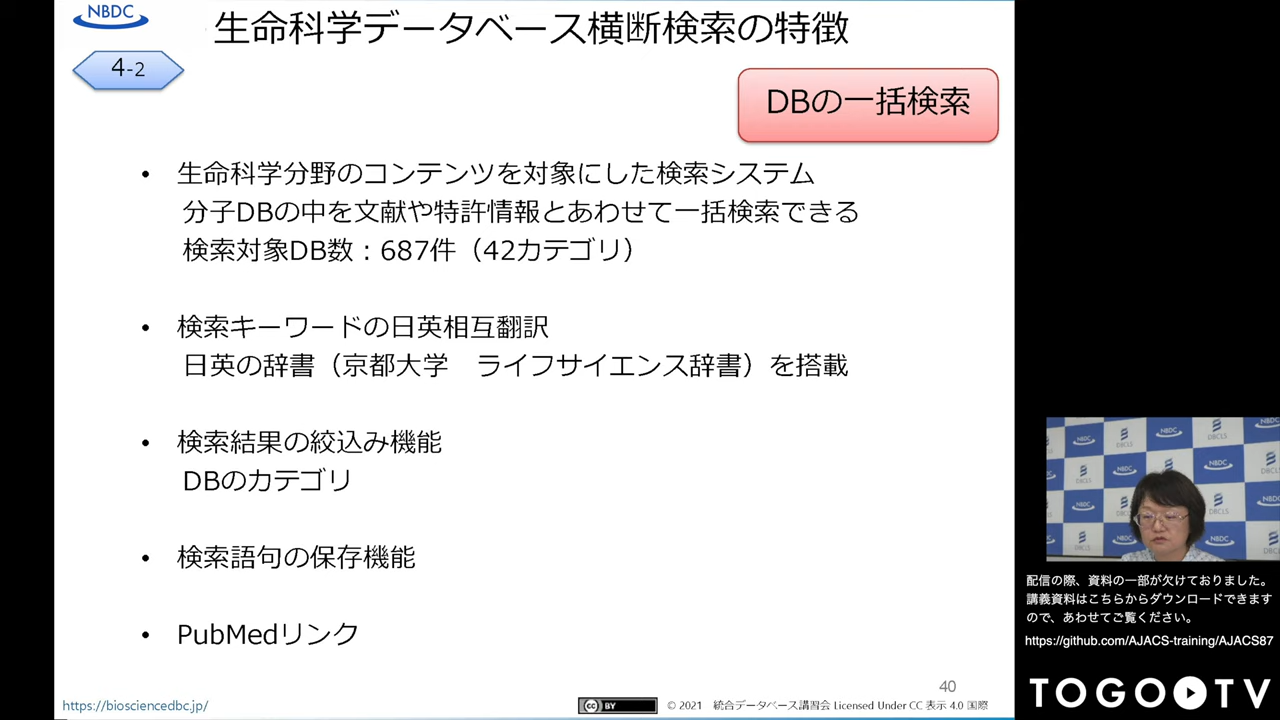 NBDC
生命科学データベース横断検索の特徴
4-2
DBの一括検索
• 生命科学分野のコンテンツを対象にした検索システム
分子DBの中を文献や特許情報とあわせて一括検索できる
検索対象DB数：687件（42カテゴリ）
• 検索キーワードの日英相互翻訳
日英の辞書（京都大学　ライフサイエンス辞書）を搭載
• 検索結果の絞込み機能
DBのカテゴリ
• 検索語句の保存機能
• PubMedリンク
40
https://biosciencedbc.jp/
cc BY
© 2021 統合データベース講習会 Licensed Under CC 表示 4.0 国際
NBDC
DBCLS
配信の際、資料の一部が欠けておりました。
講義資料はこちらからダウンロードできます
ので、あわせてご覧ください。
https://github.com/AJACS-training/AJACS87
TOGO TV